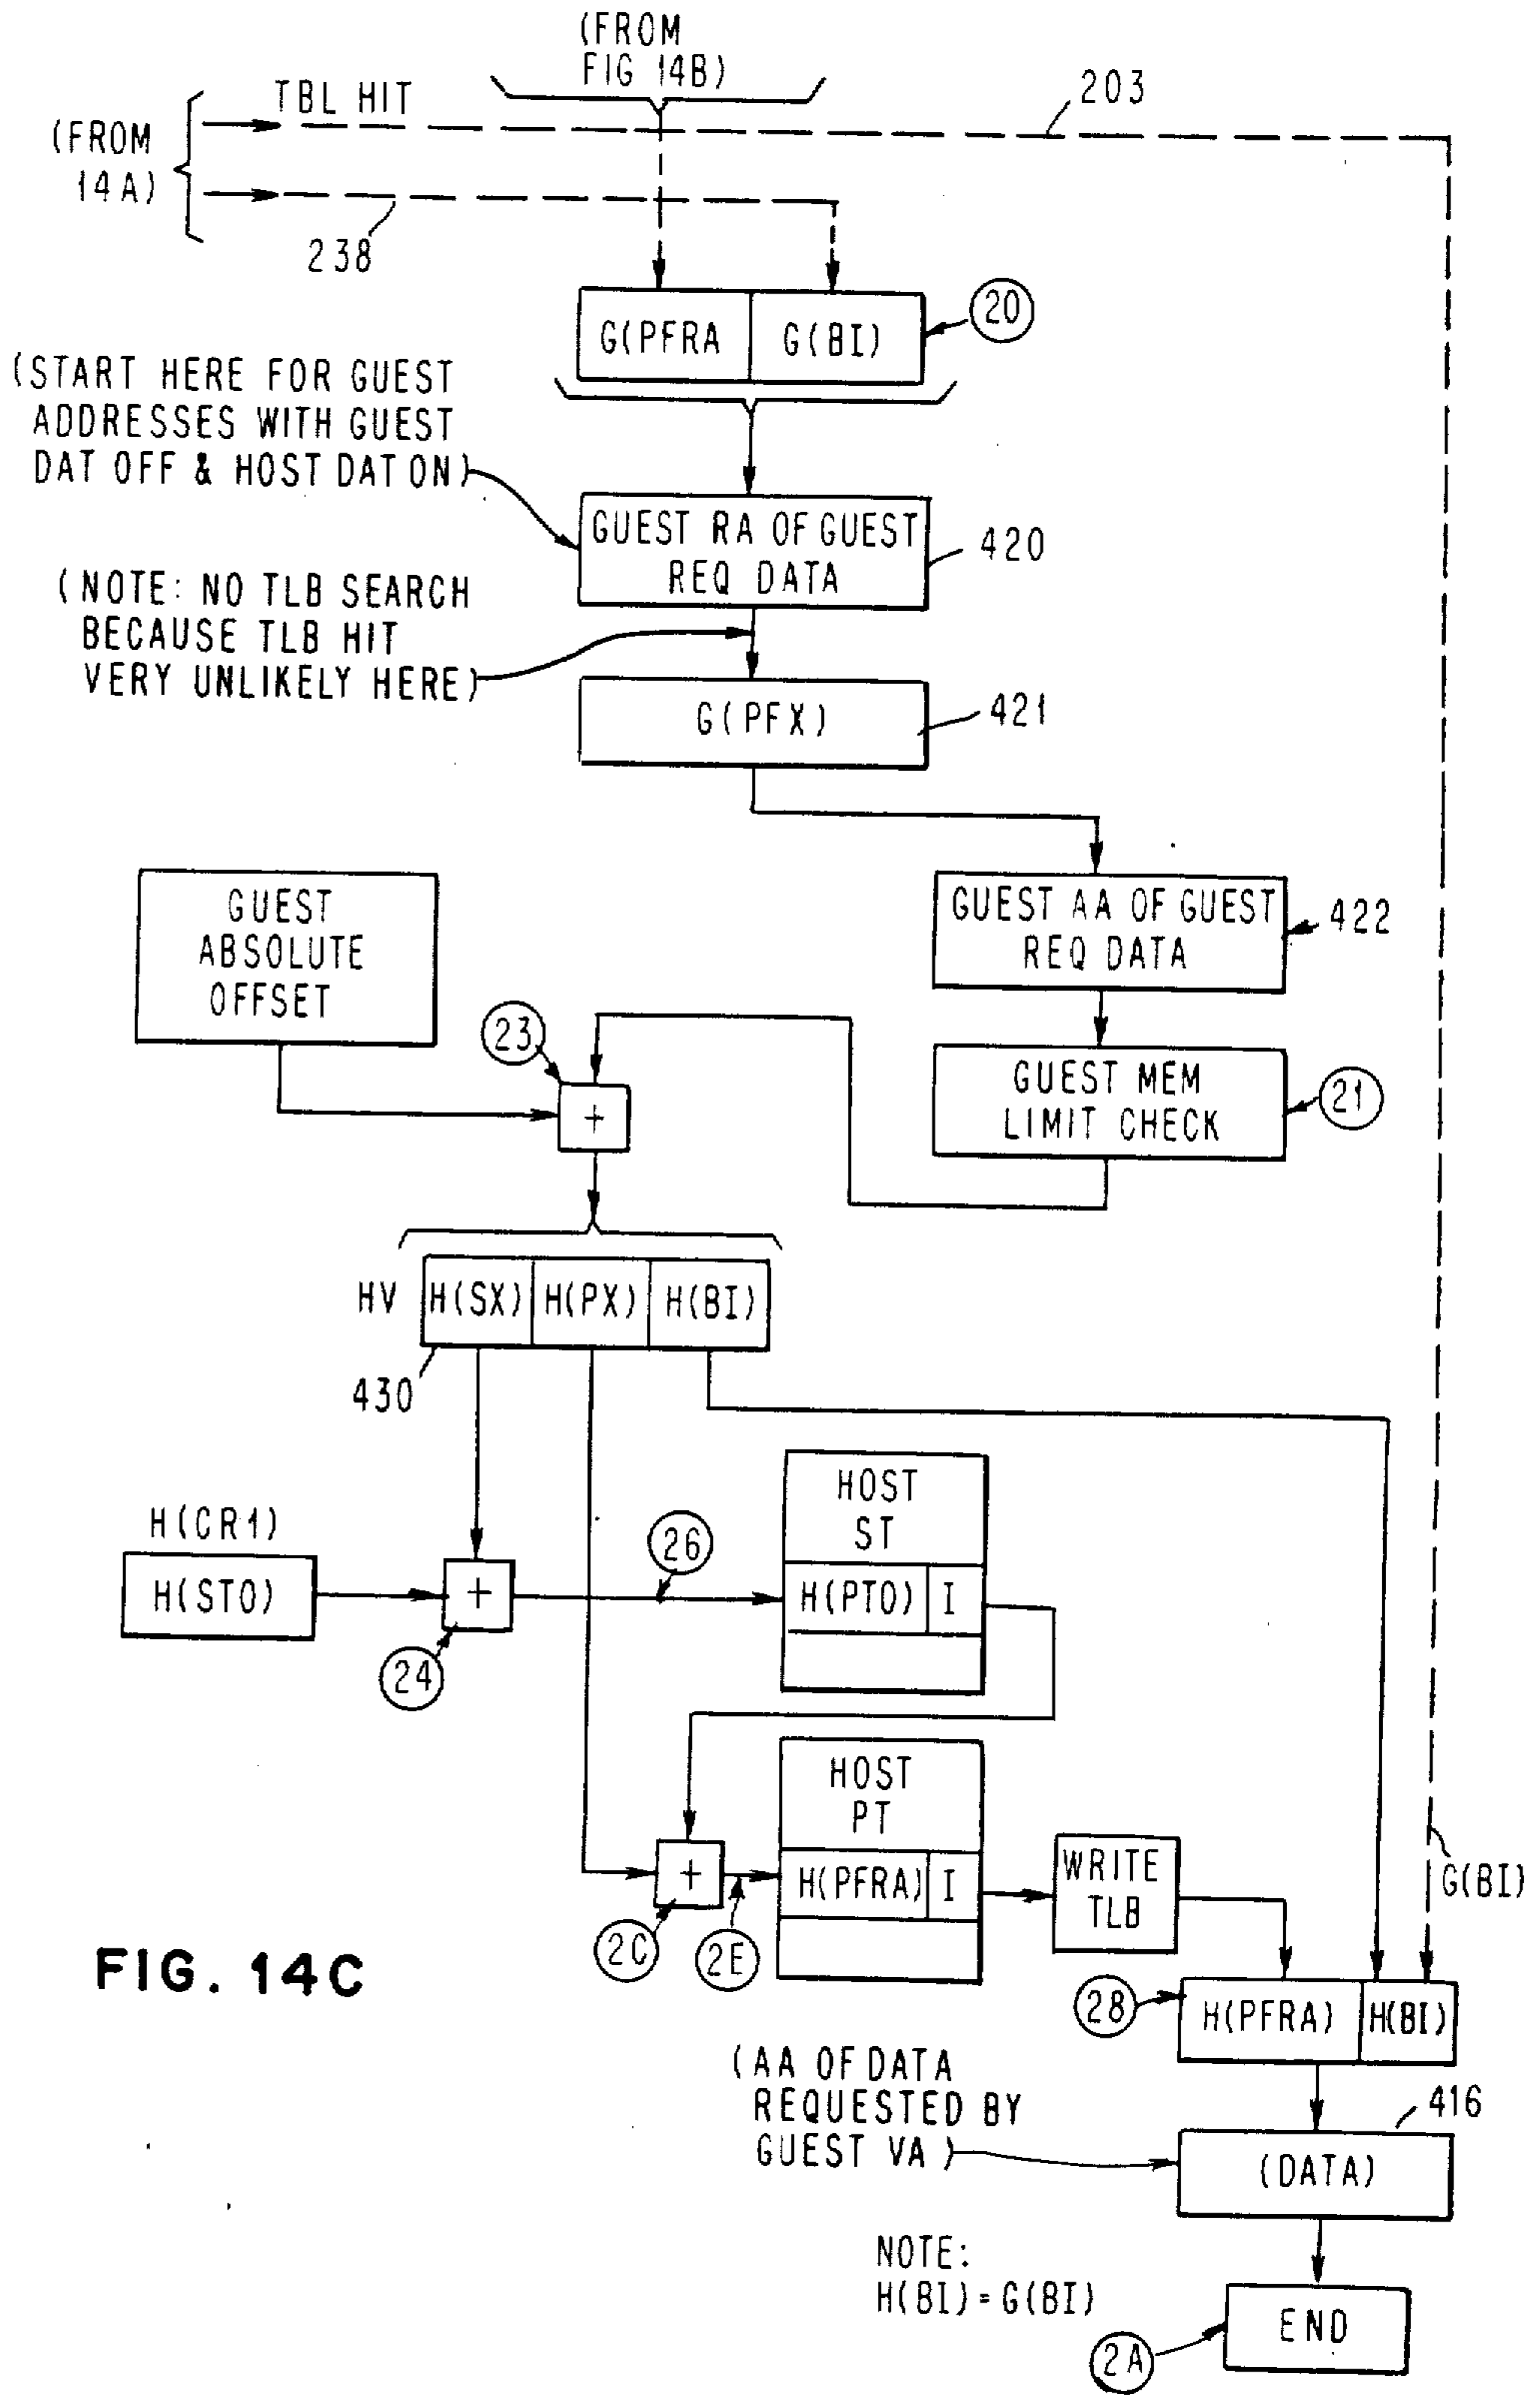 (FROM
FIG 14B)
TBL HIT
203
(FROM
14A)
238
G(PFRA
G(BI)
20
(START HERE FOR GUEST
ADDRESSES WITH GUEST
DAT OFF & HOST DAT ON)
GUEST RA OF GUEST
REQ DATA
420
(NOTE: NO TLB SEARCH
BECAUSE TLB HIT
VERY UNLIKELY HERE)
G(PFX)
421
GUEST
ABSOLUTE
OFFSET
GUEST AA OF GUEST
REQ DATA
422
23
+
GUEST MEM
LIMIT CHECK
21
HV
H(SX)
H(PX)
H(BI)
430
HOST
ST
H(CR1)
H(STO)
+
24
26
H(PTO)
I
HOST
PT
+
2C
2E
H(PFRA)
I
WRITE
TLB
G(BI)
FIG. 14C
28
H(PFRA)
H(BI)
(AA OF DATA
REQUESTED BY
GUEST VA)
416
(DATA)
NOTE:
H(BI)=G(BI)
END
2A